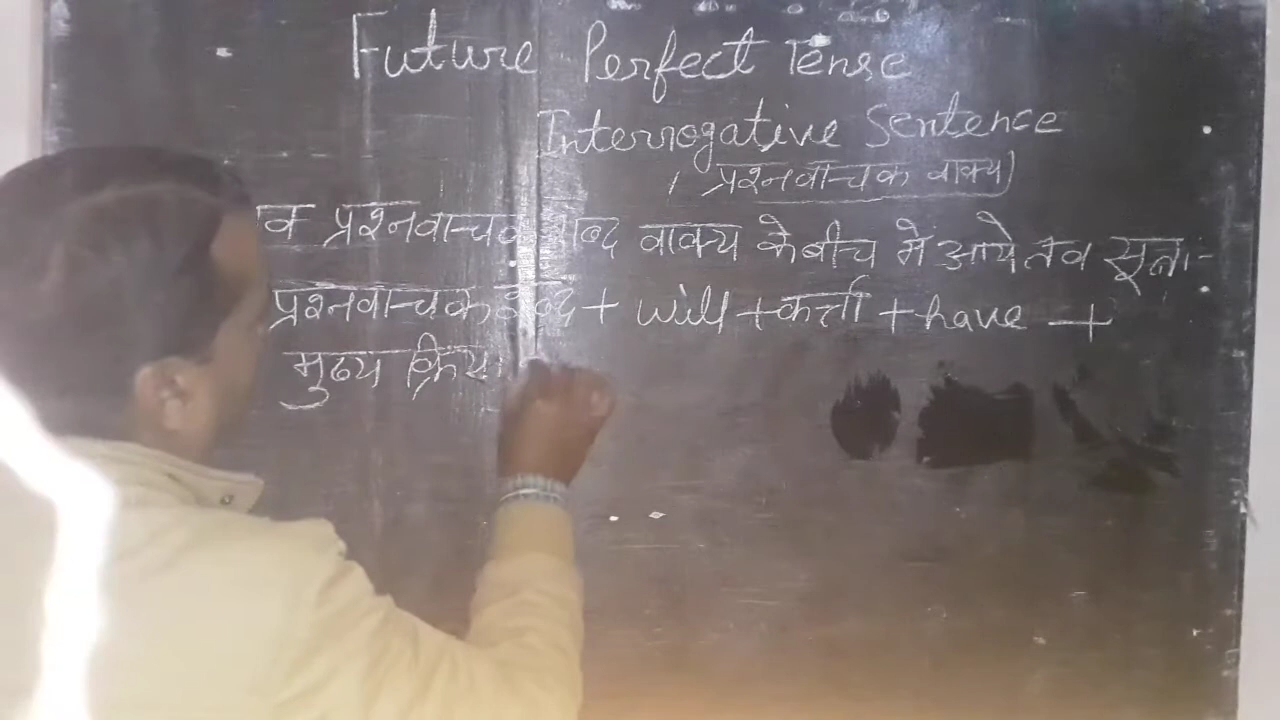 Future Perfect Tense
Interrogative Sentence
(प्रश्नवाचक वाक्य)
प्रश्नवाचक शब्द वाक्य के बीच में आये तब सूत्र:-
प्रश्नवाचक शब्द + will + कर्त्ता + have +
मुख्य क्रिया